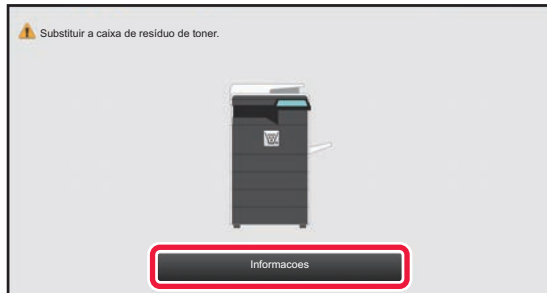 Substituir a caixa de resíduo de toner.
Informacoes